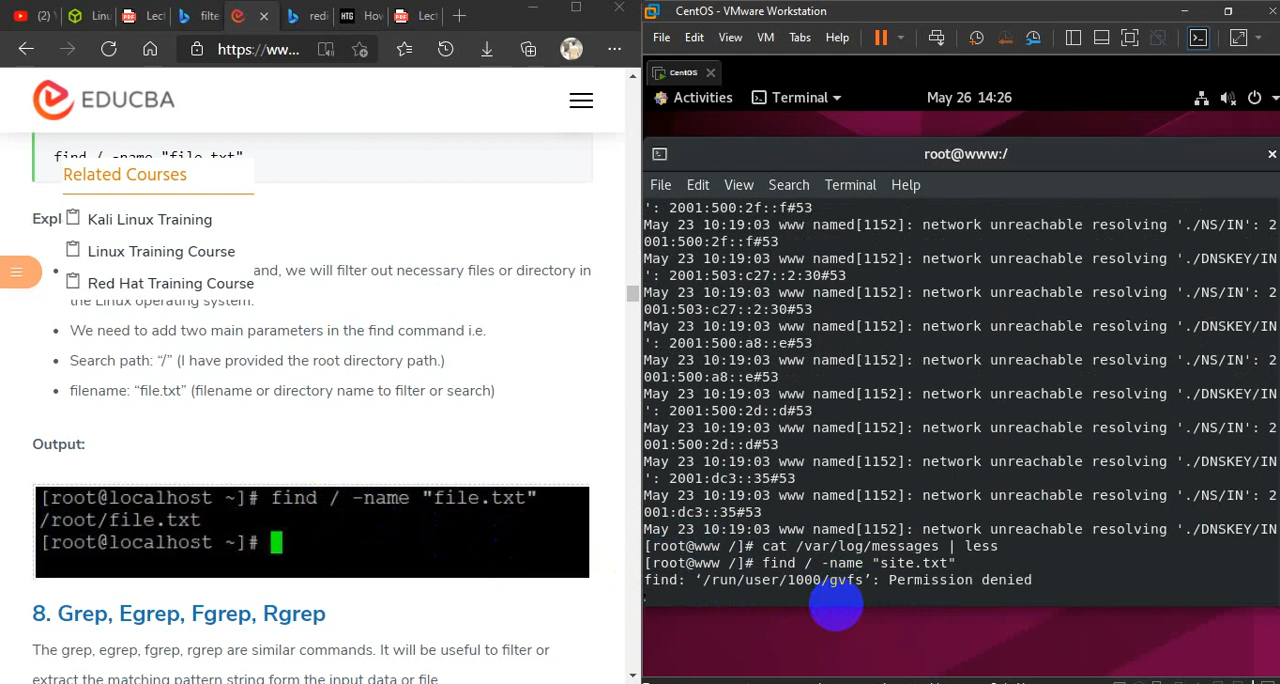 (2) Y
Linu
Lect
filte
redi
HTG
How
Lect
https://ww...
EDUCBA
find / -name "file.txt"
Related Courses
Expl
Kali Linux Training
Linux Training Course
and, we will filter out necessary files or directory in
Red Hat Training Course
the Linux operating system.
• We need to add two main parameters in the find command i.e.
• Search path: “/” (I have provided the root directory path.)
• filename: “file.txt” (filename or directory name to filter or search)
Output:
[root@localhost ~]# find / -name "file.txt"
/root/file.txt
[root@localhost ~]#
8. Grep, Egrep, Fgrep, Rgrep
The grep, egrep, fgrep, rgrep are similar commands. It will be useful to filter or
extract the matching pattern string form the input data or file
CentOS - VMware Workstation
File Edit View VM Tabs Help
CentOS
Activities Terminal May 26 14:26
root@www:/
File Edit View Search Terminal Help
': 2001:500:2f::f#53
May 23 10:19:03 www named[1152]: network unreachable resolving './NS/IN': 2
001:500:2f::f#53
May 23 10:19:03 www named[1152]: network unreachable resolving './DNSKEY/IN
': 2001:503:c27::2:30#53
May 23 10:19:03 www named[1152]: network unreachable resolving './NS/IN': 2
001:503:c27::2:30#53
May 23 10:19:03 www named[1152]: network unreachable resolving './DNSKEY/IN
': 2001:500:a8::e#53
May 23 10:19:03 www named[1152]: network unreachable resolving './NS/IN': 2
001:500:a8::e#53
May 23 10:19:03 www named[1152]: network unreachable resolving './DNSKEY/IN
': 2001:500:2d::d#53
May 23 10:19:03 www named[1152]: network unreachable resolving './NS/IN': 2
001:500:2d::d#53
May 23 10:19:03 www named[1152]: network unreachable resolving './DNSKEY/IN
': 2001:dc3::35#53
May 23 10:19:03 www named[1152]: network unreachable resolving './NS/IN': 2
001:dc3::35#53
May 23 10:19:03 www named[1152]: network unreachable resolving './DNSKEY/IN
[root@www /]# cat /var/log/messages | less
[root@www /]# find / -name "site.txt"
find: ‘/run/user/1000/gvfs’: Permission denied